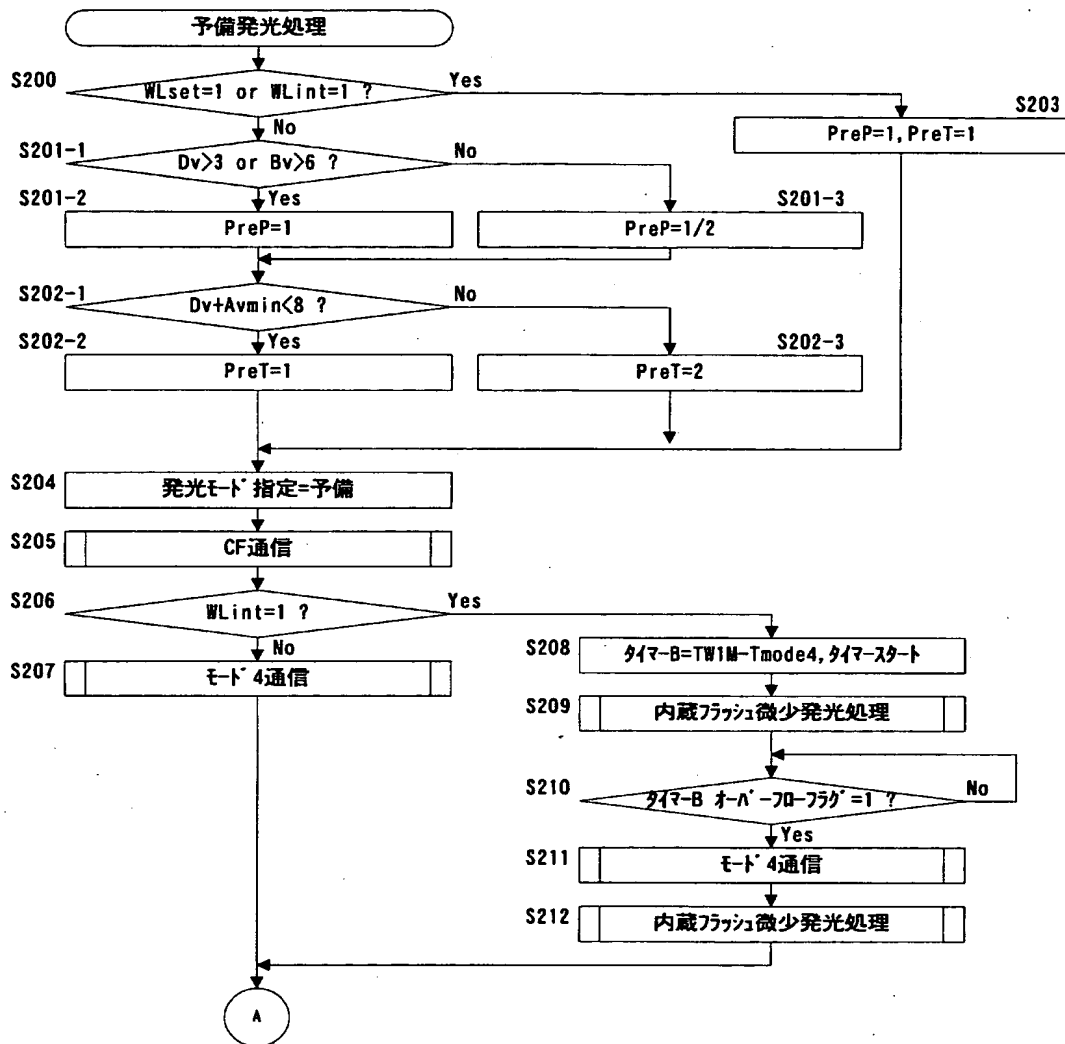 予備発光処理
S200
WLset=1 or WLint=1 ?
Yes
No
S203
PreP=1,PreT=1
S201-1
Dv>3 or Bv>6 ?
No
Yes
S201-2
PreP=1
S201-3
PreP=1/2
S202-1
Dv+Avmin<8 ?
No
Yes
S202-2
PreT=1
S202-3
PreT=2
S204
発光ﾓｰﾄﾞ指定=予備
S205
CF通信
S206
WLint=1 ?
Yes
No
S207
ﾓｰﾄﾞ4通信
S208
ﾀｲﾏｰB=TW1M-Tmode4,ﾀｲﾏｰｽﾀｰﾄ
S209
内蔵ﾌﾗｯｼｭ微少発光処理
S210
ﾀｲﾏｰB ｵｰﾊﾞｰﾌﾛｰﾌﾗｸﾞ=1 ?
No
Yes
S211
ﾓｰﾄﾞ4通信
S212
内蔵ﾌﾗｯｼｭ微少発光処理
A